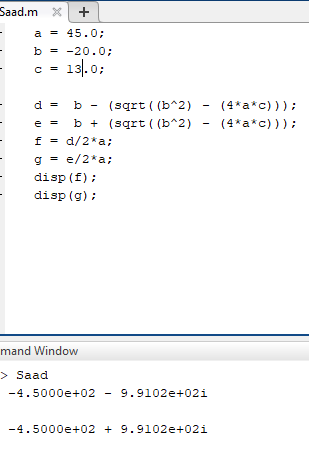 Saad.m × +
a = 45.0;
b = -20.0;
c = 13.0;
d = b - (sqrt((b^2) - (4*a*c)));
e = b + (sqrt((b^2) - (4*a*c)));
f = d/2*a;
g = e/2*a;
disp(f);
disp(g);
mand Window
> Saad
-4.5000e+02 - 9.9102e+02i
-4.5000e+02 + 9.9102e+02i